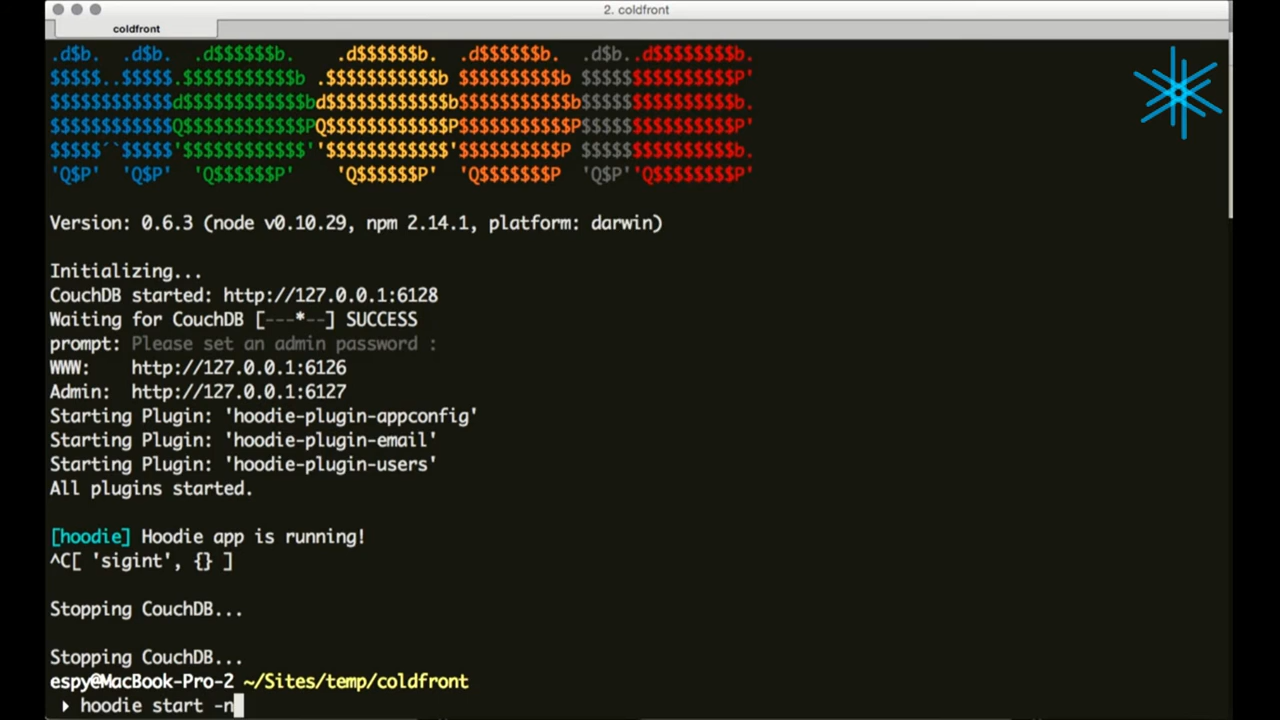 2. coldfront
coldfront
.d$b.  .d$b.  .d$$$$$$b.     .d$$$$$$b.   .d$$$$$$b.   .d$b..d$$$$$$$$b.
$$$$$..$$$$$.$$$$$$$$$$$b .$$$$$$$$$$$b $$$$$$$$$$$b $$$$$$$$$$$$$$$P'
$$$$$$$$$$$$d$$$$$$$$$$$$bd$$$$$$$$$$$$b$$$$$$$$$$$$b$$$$$$$$$$$$$$$b.
$$$$$$$$$$$$Q$$$$$$$$$$$$PQ$$$$$$$$$$$$P$$$$$$$$$$$$P$$$$$$$$$$$$$$$P'
$$$$$´`$$$$$'$$$$$$$$$$$$''$$$$$$$$$$$$'$$$$$$$$$$$P $$$$$$$$$$$$$$$b.
'Q$P'  'Q$P'  'Q$$$$$$P'     'Q$$$$$$P'  'Q$$$$$$$P  'Q$P''Q$$$$$$$$P'
Version: 0.6.3 (node v0.10.29, npm 2.14.1, platform: darwin)
Initializing...
CouchDB started: http://127.0.0.1:6128
Waiting for CouchDB [---*--] SUCCESS
prompt: Please set an admin password :
WWW:    http://127.0.0.1:6126
Admin:  http://127.0.0.1:6127
Starting Plugin: 'hoodie-plugin-appconfig'
Starting Plugin: 'hoodie-plugin-email'
Starting Plugin: 'hoodie-plugin-users'
All plugins started.
[hoodie] Hoodie app is running!
^C[ 'sigint', {} ]
Stopping CouchDB...
Stopping CouchDB...
espy@MacBook-Pro-2 ~/Sites/temp/coldfront
▸ hoodie start -n